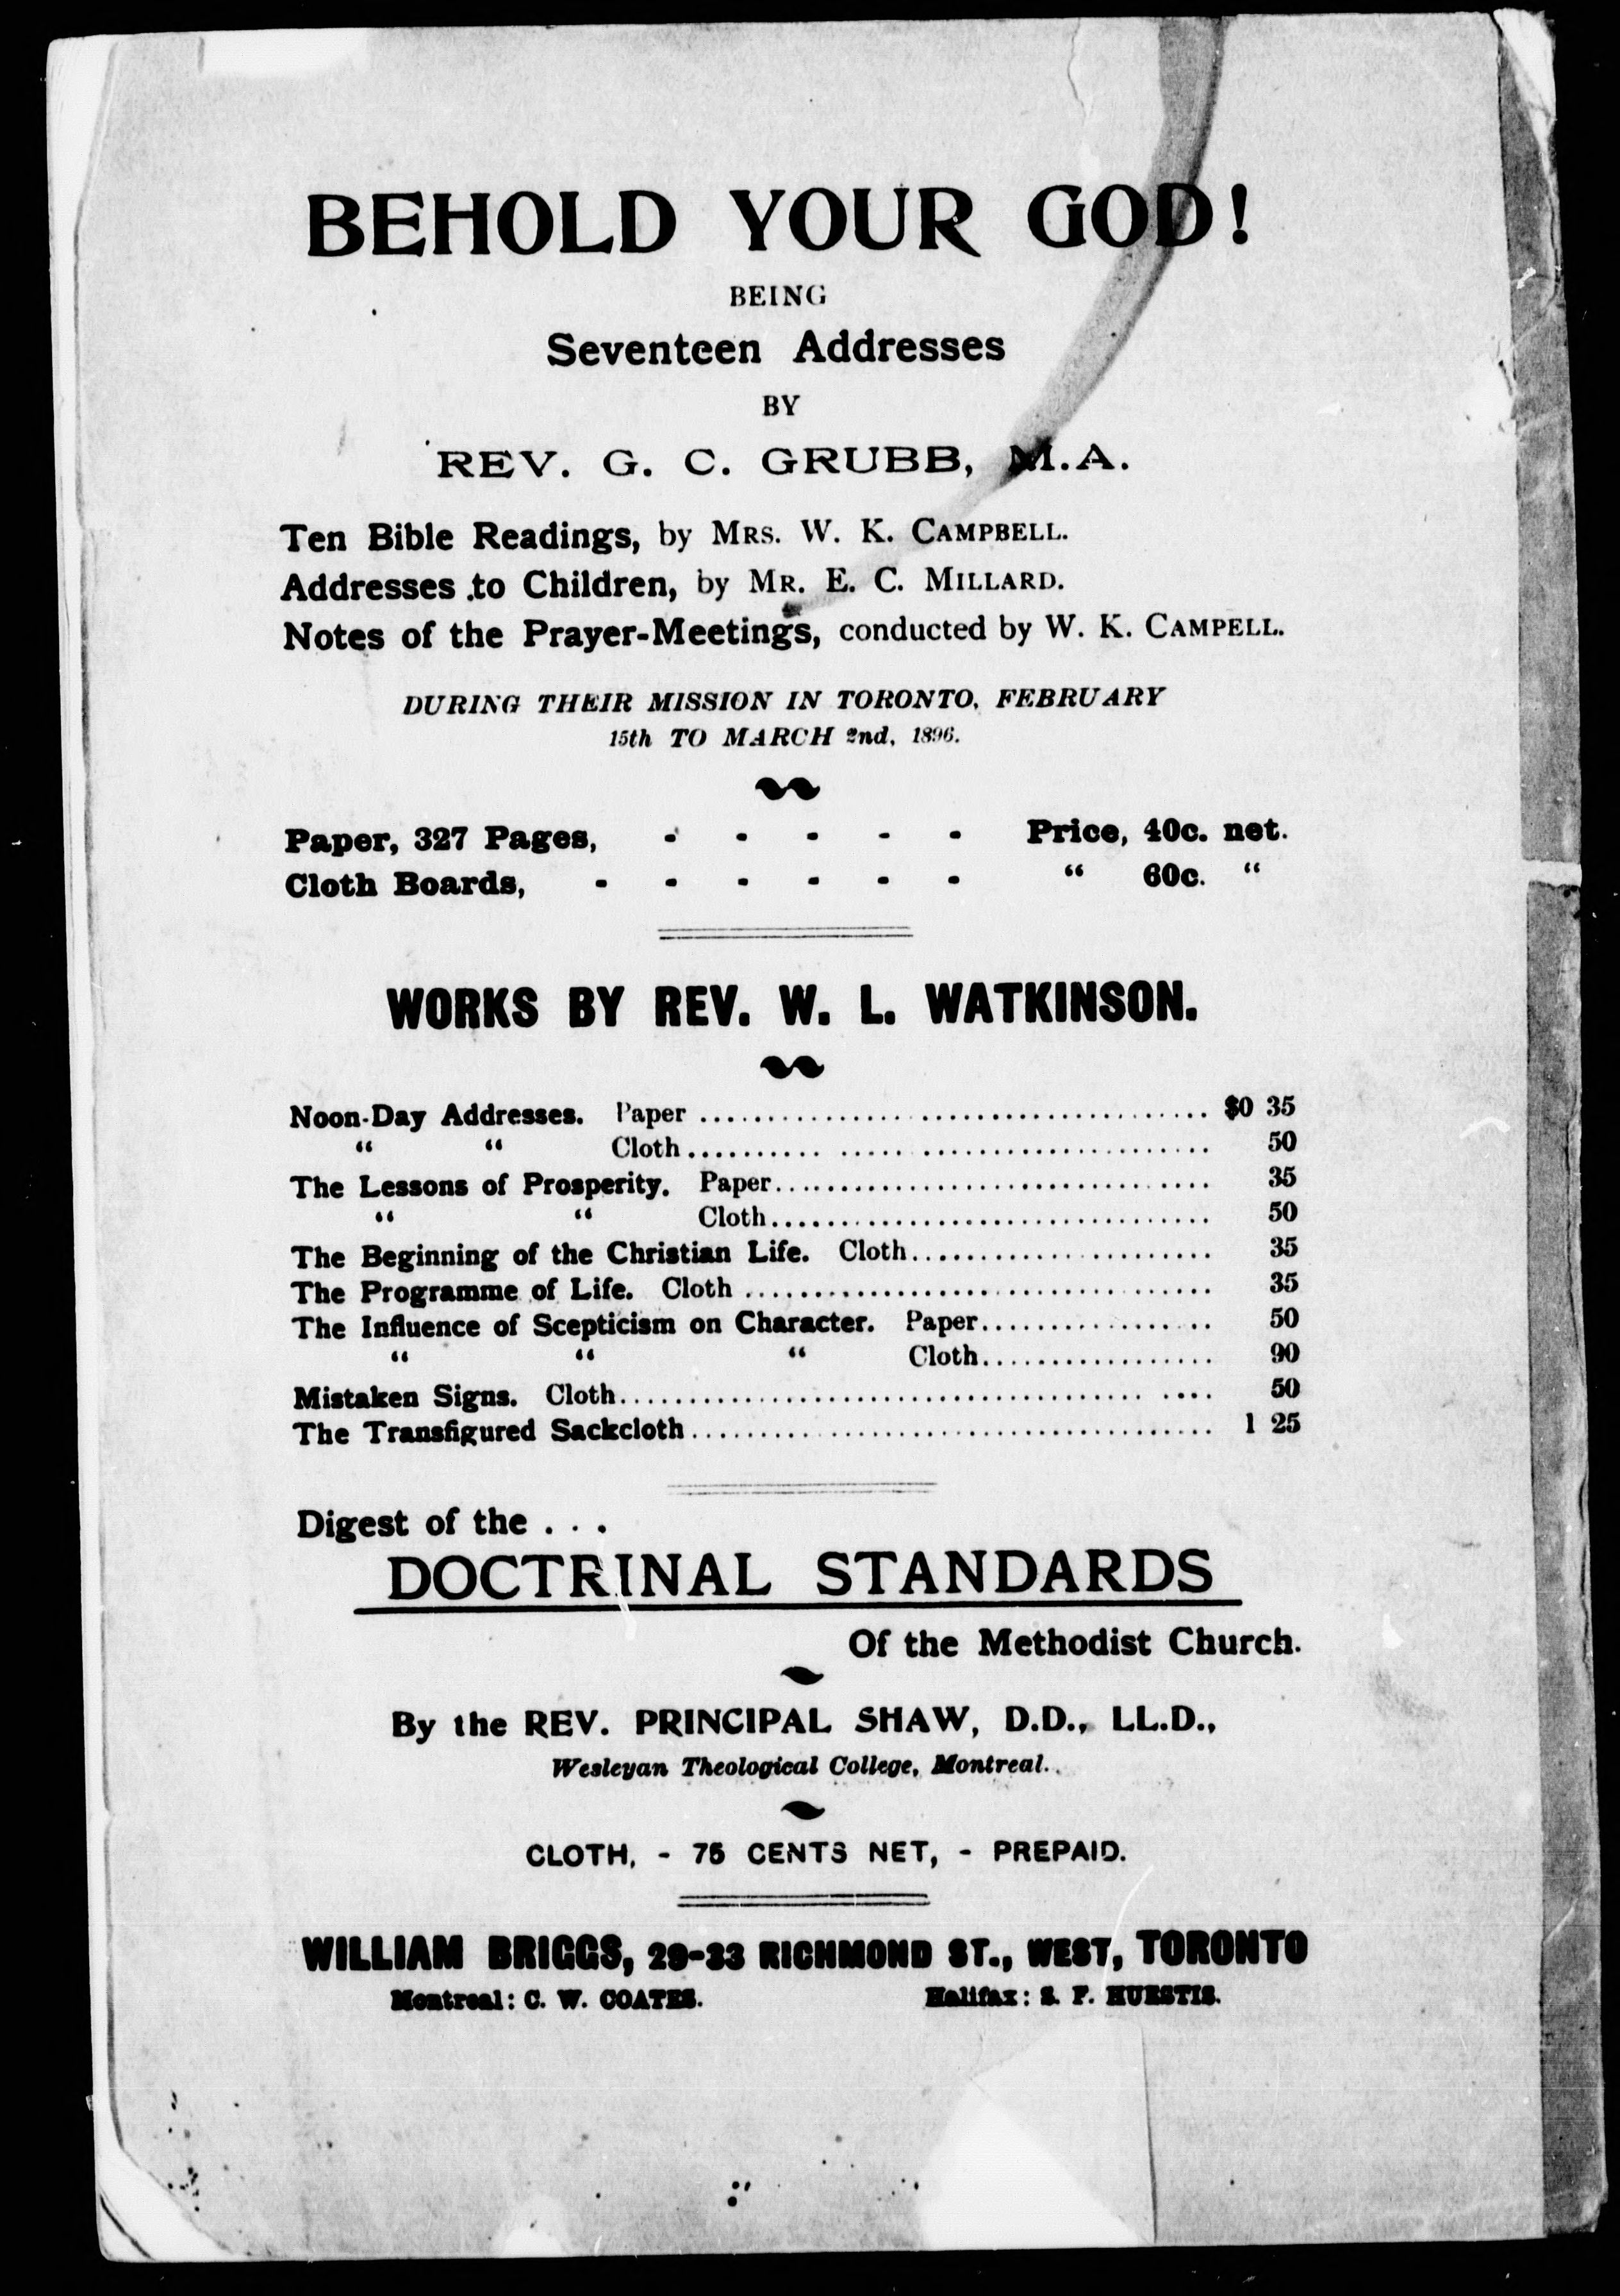 BEHOLD YOUR GOD!
BEING
Seventeen Addresses
BY
REV. G. C. GRUBB, M.A.
Ten Bible Readings, by MRS. W. K. CAMPBELL.
Addresses to Children, by MR. E. C. MILLARD.
Notes of the Prayer-Meetings, conducted by W. K. CAMPELL.
DURING THEIR MISSION IN TORONTO, FEBRUARY
15th TO MARCH 2nd, 1896.
Paper, 327 Pages, - - - - - Price, 40c. net.
Cloth Boards, - - - - - - " 60c. "
WORKS BY REV. W. L. WATKINSON.
Noon-Day Addresses. Paper .................................... $0 35
" " Cloth.................................... 50
The Lessons of Prosperity. Paper.............................. 35
" " Cloth.............................. 50
The Beginning of the Christian Life. Cloth..................... 35
The Programme of Life. Cloth ................................. 35
The Influence of Scepticism on Character. Paper................ 50
" " " Cloth................ 90
Mistaken Signs. Cloth......................................... 50
The Transfigured Sackcloth.................................... 1 25
Digest of the . . .
DOCTRINAL STANDARDS
Of the Methodist Church.
By the REV. PRINCIPAL SHAW, D.D., LL.D.,
Wesleyan Theological College, Montreal.
CLOTH, - 75 CENTS NET, - PREPAID.
WILLIAM BRIGGS, 29-33 RICHMOND ST., WEST, TORONTO
Montreal: C. W. COATES. Halifax: S. F. HUESTIS.